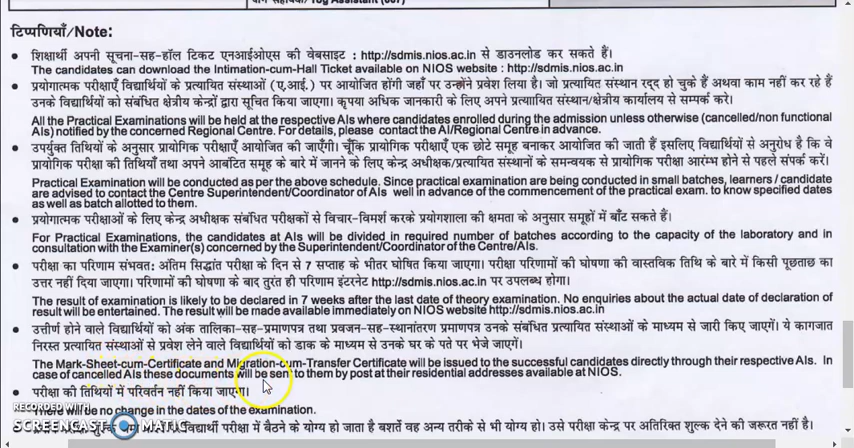 योग सहायिका / Yog Assistant (607)
टिप्पणियाँ/Note:
शिक्षार्थी अपनी सूचना-सह-हॉल टिकट एनआईओएस की वेबसाइट : http://sdmis.nios.ac.in से डाउनलोड कर सकते हैं।
The candidates can download the Intimation-cum-Hall Ticket available on NIOS website : http://sdmis.nios.ac.in
प्रयोगात्मक परीक्षाएँ विद्यार्थियों के प्रत्यायित संस्थाओं (ए.आई.) पर आयोजित होंगी जहाँ पर उन्होंने प्रवेश लिया है। जो प्रत्यायित संस्थान रद्द हो चुके हैं अथवा काम नहीं कर रहे हैं
उनके विद्यार्थियों को संबंधित क्षेत्रीय केन्द्रों द्वारा सूचित किया जाएगा। कृपया अधिक जानकारी के लिए अपने प्रत्यायित संस्थान/क्षेत्रीय कार्यालय से सम्पर्क करें।
All the Practical Examinations will be held at the respective AIs where candidates enrolled during the admission unless otherwise (cancelled/non functional
AIs) notified by the concerned Regional Centre. For details, please contact the AI/Regional Centre in advance.
उपर्युक्त तिथियों के अनुसार प्रायोगिक परीक्षाएँ आयोजित की जाएँगी। चूँकि प्रायोगिक परीक्षाएँ एक छोटे समूह बनाकर आयोजित की जाती हैं इसलिए विद्यार्थियों से अनुरोध है कि वे
प्रायोगिक परीक्षा की तिथियाँ तथा अपने आबंटित समूह के बारे में जानने के लिए केन्द्र अधीक्षक/प्रत्यायित संस्थानों के समन्वयक से प्रायोगिक परीक्षा आरम्भ होने से पहले संपर्क करें।
Practical Examination will be conducted as per the above schedule. Since practical examination are being conducted in small batches, learners / candidate
are advised to contact the Centre Superintendent/Coordinator of AIs well in advance of the commencement of the practical exam. to know specified dates
as well as batch allotted to them.
प्रयोगात्मक परीक्षाओं के लिए केन्द्र अधीक्षक संबंधित परीक्षकों से विचार-विमर्श करके प्रयोगशाला की क्षमता के अनुसार समूहों में बाँट सकते हैं।
For Practical Examinations, the candidates at AIs will be divided in required number of batches according to the capacity of the laboratory and in
consultation with the Examiner(s) concerned by the Superintendent/Coordinator of the Centre/AIs.
परीक्षा का परिणाम संभवत: अंतिम सिद्धांत परीक्षा के दिन से 7 सप्ताह के भीतर घोषित किया जाएगा। परीक्षा परिणामों की घोषणा की वास्तविक तिथि के बारे में किसी पूछताछ का
उत्तर नहीं दिया जाएगा। परिणामों की घोषणा के बाद तुरंत ही परिणाम इंटरनेट http://sdmis.nios.ac.in पर उपलब्ध होगा।
The result of examination is likely to be declared in 7 weeks after the last date of theory examination. No enquiries about the actual date of declaration of
result will be entertained. The result will be made available immediately on NIOS website http://sdmis.nios.ac.in
उत्तीर्ण होने वाले विद्यार्थियों को अंक तालिका-सह-प्रमाणपत्र तथा प्रवजन-सह-स्थानांतरण प्रमाणपत्र उनके संबंधित प्रत्यायित संस्थाओं के माध्यम से जारी किए जाएगें। ये कागजात
निरस्त प्रत्यायित संस्थाओं से प्रवेश लेने वाले विद्यार्थियों को डाक के माध्यम से उनके घर के पते पर भेजे जाएगें।
The Mark-Sheet-cum-Certificate and Migration-cum-Transfer Certificate will be issued to the successful candidates directly through their respective AIs. In
case of cancelled AIs these documents will be sent to them by post at their residential addresses available at NIOS.
परीक्षा की तिथियों में परिवर्तन नहीं किया जाएगा।
There will be no change in the dates of the examination.
RECORDED WITH
SCREENCAST MATIC
विद्यार्थी परीक्षा में बैठने के योग्य हो जाता है बशर्ते वह अन्य तरीके से भी योग्य हो। उसे परीक्षा केन्द्र पर अतिरिक्त शुल्क देने की जरूरत नहीं है।